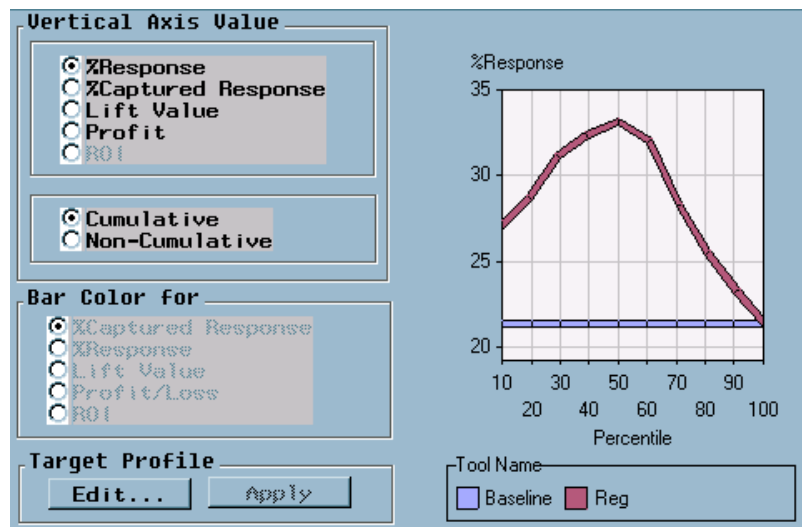 Vertical Axis Value
%Response
%Captured Response
Lift Value
Profit
ROI
Cumulative
Non-Cumulative
Bar Color for
%Captured Response
%Response
Lift Value
Profit/Loss
ROI
Target Profile
Edit... Apply
%Response
35
30
25
20
10 30 50 70 90
20 40 60 80 100
Percentile
Tool Name
Baseline Reg